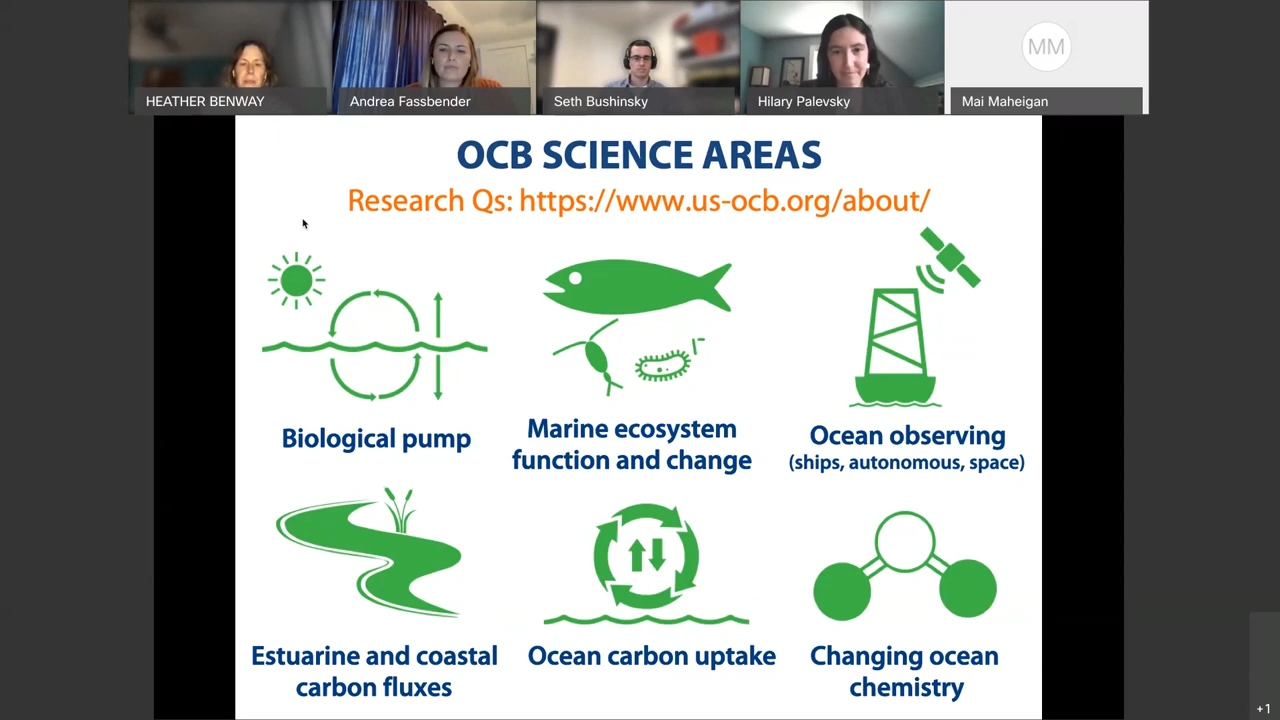 HEATHER BENWAY
Andrea Fassbender
Seth Bushinsky
Hilary Palevsky
MM
Mai Maheigan
OCB SCIENCE AREAS
Research Qs: https://www.us-ocb.org/about/
Biological pump
Marine ecosystem
function and change
Ocean observing
(ships, autonomous, space)
Estuarine and coastal
carbon fluxes
Ocean carbon uptake
Changing ocean
chemistry
+1